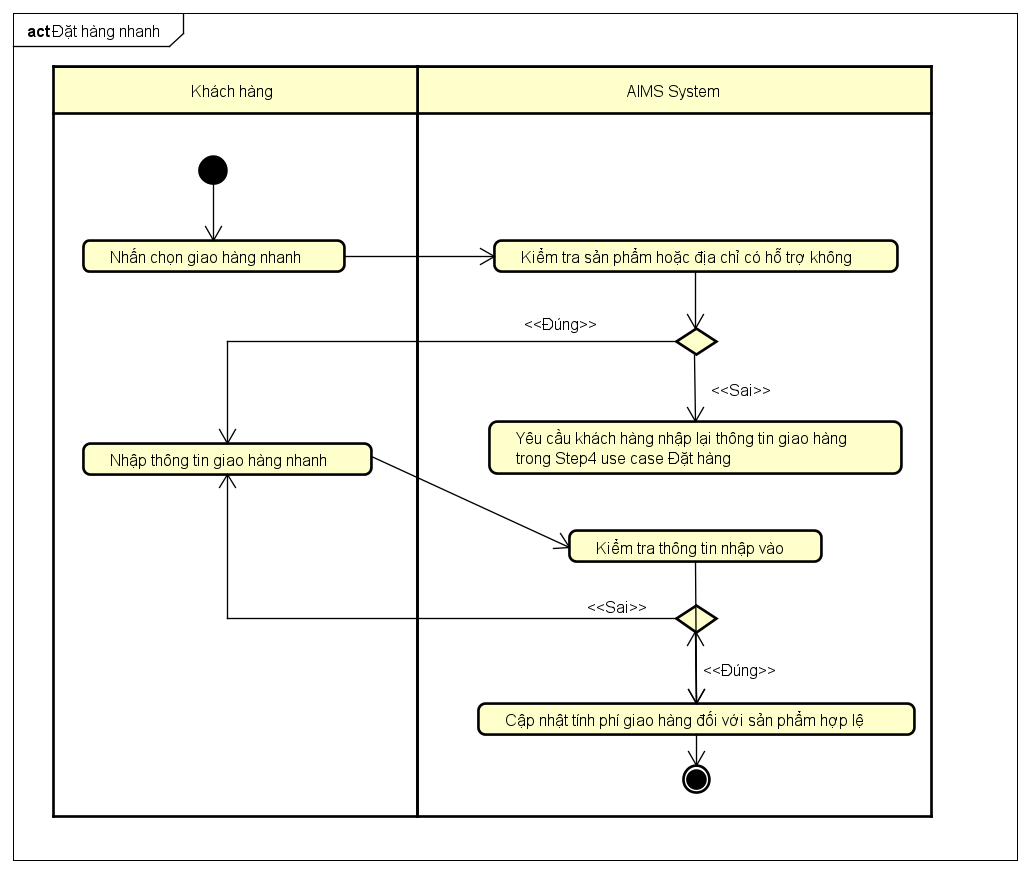 act Đặt hàng nhanh
Khách hàng
AIMS System
Nhấn chọn giao hàng nhanh
Kiểm tra sản phẩm hoặc địa chỉ có hỗ trợ không
<<Đúng>>
<<Sai>>
Yêu cầu khách hàng nhập lại thông tin giao hàng
trong Step4 use case Đặt hàng
Nhập thông tin giao hàng nhanh
Kiểm tra thông tin nhập vào
<<Sai>>
<<Đúng>>
Cập nhật tính phí giao hàng đối với sản phẩm hợp lệ